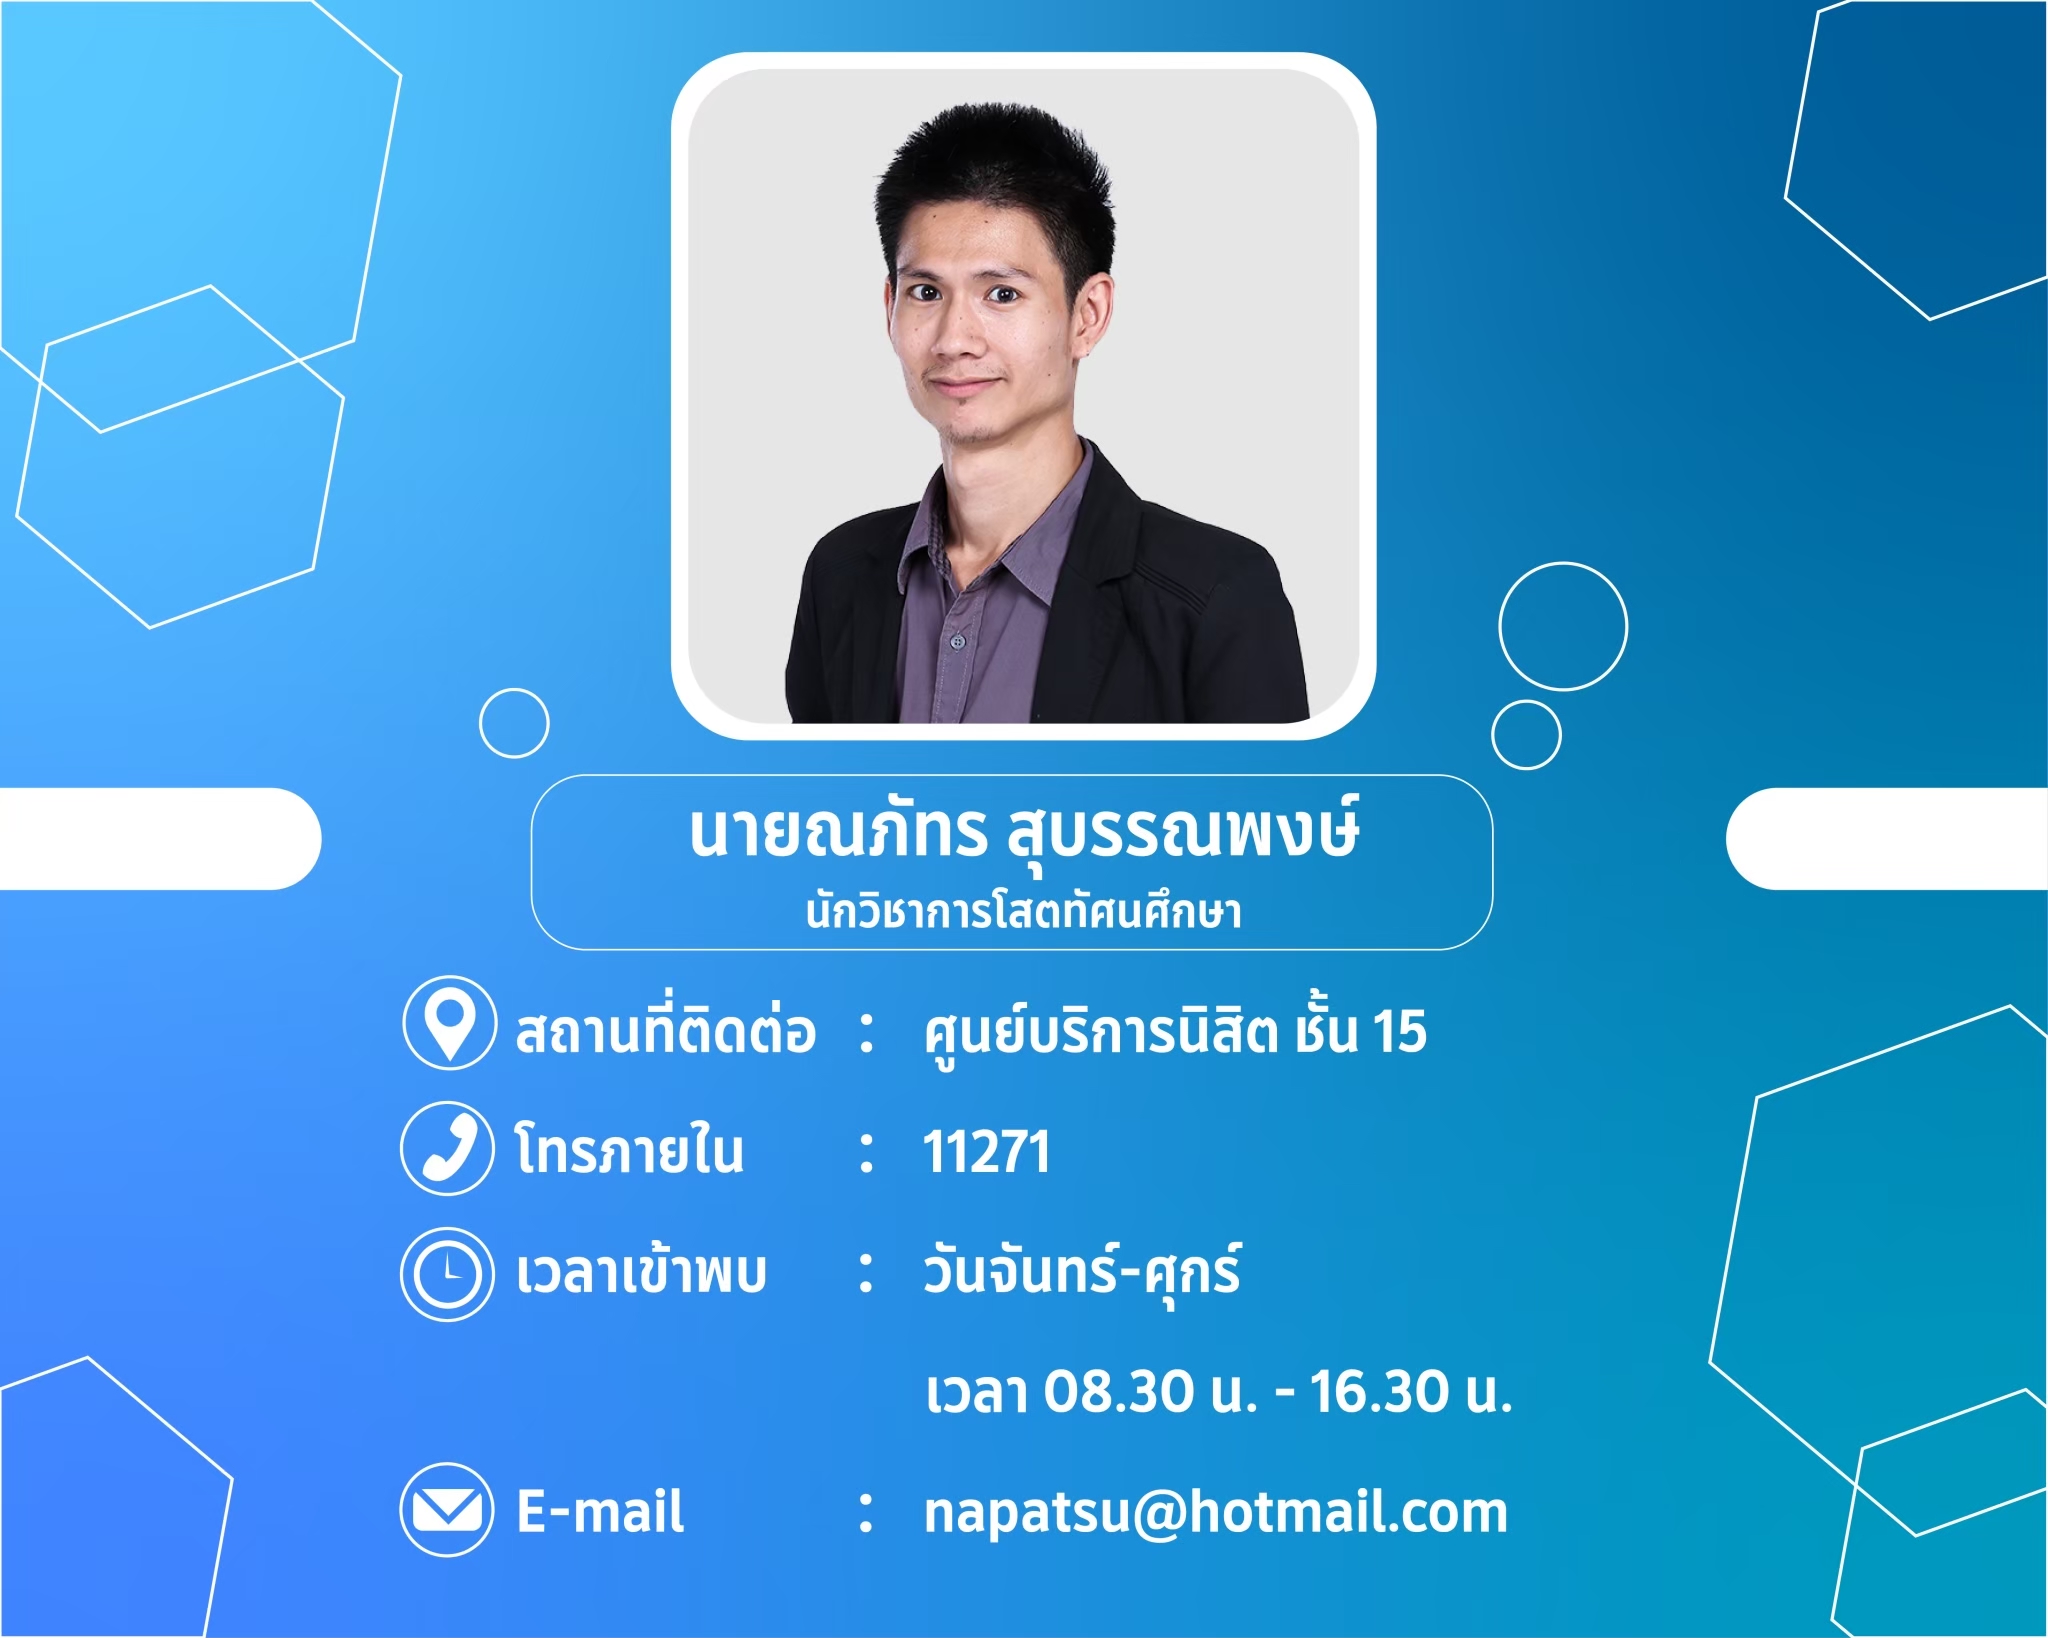 นายณภัทร สุบรรณพงษ์
นักวิชาการโสตทัศนศึกษา
สถานที่ติดต่อ : ศูนย์บริการนิสิต ชั้น 15
โทรภายใน : 11271
เวลาเข้าพบ : วันจันทร์-ศุกร์
เวลา 08.30 น. - 16.30 น.
E-mail : napatsu@hotmail.com